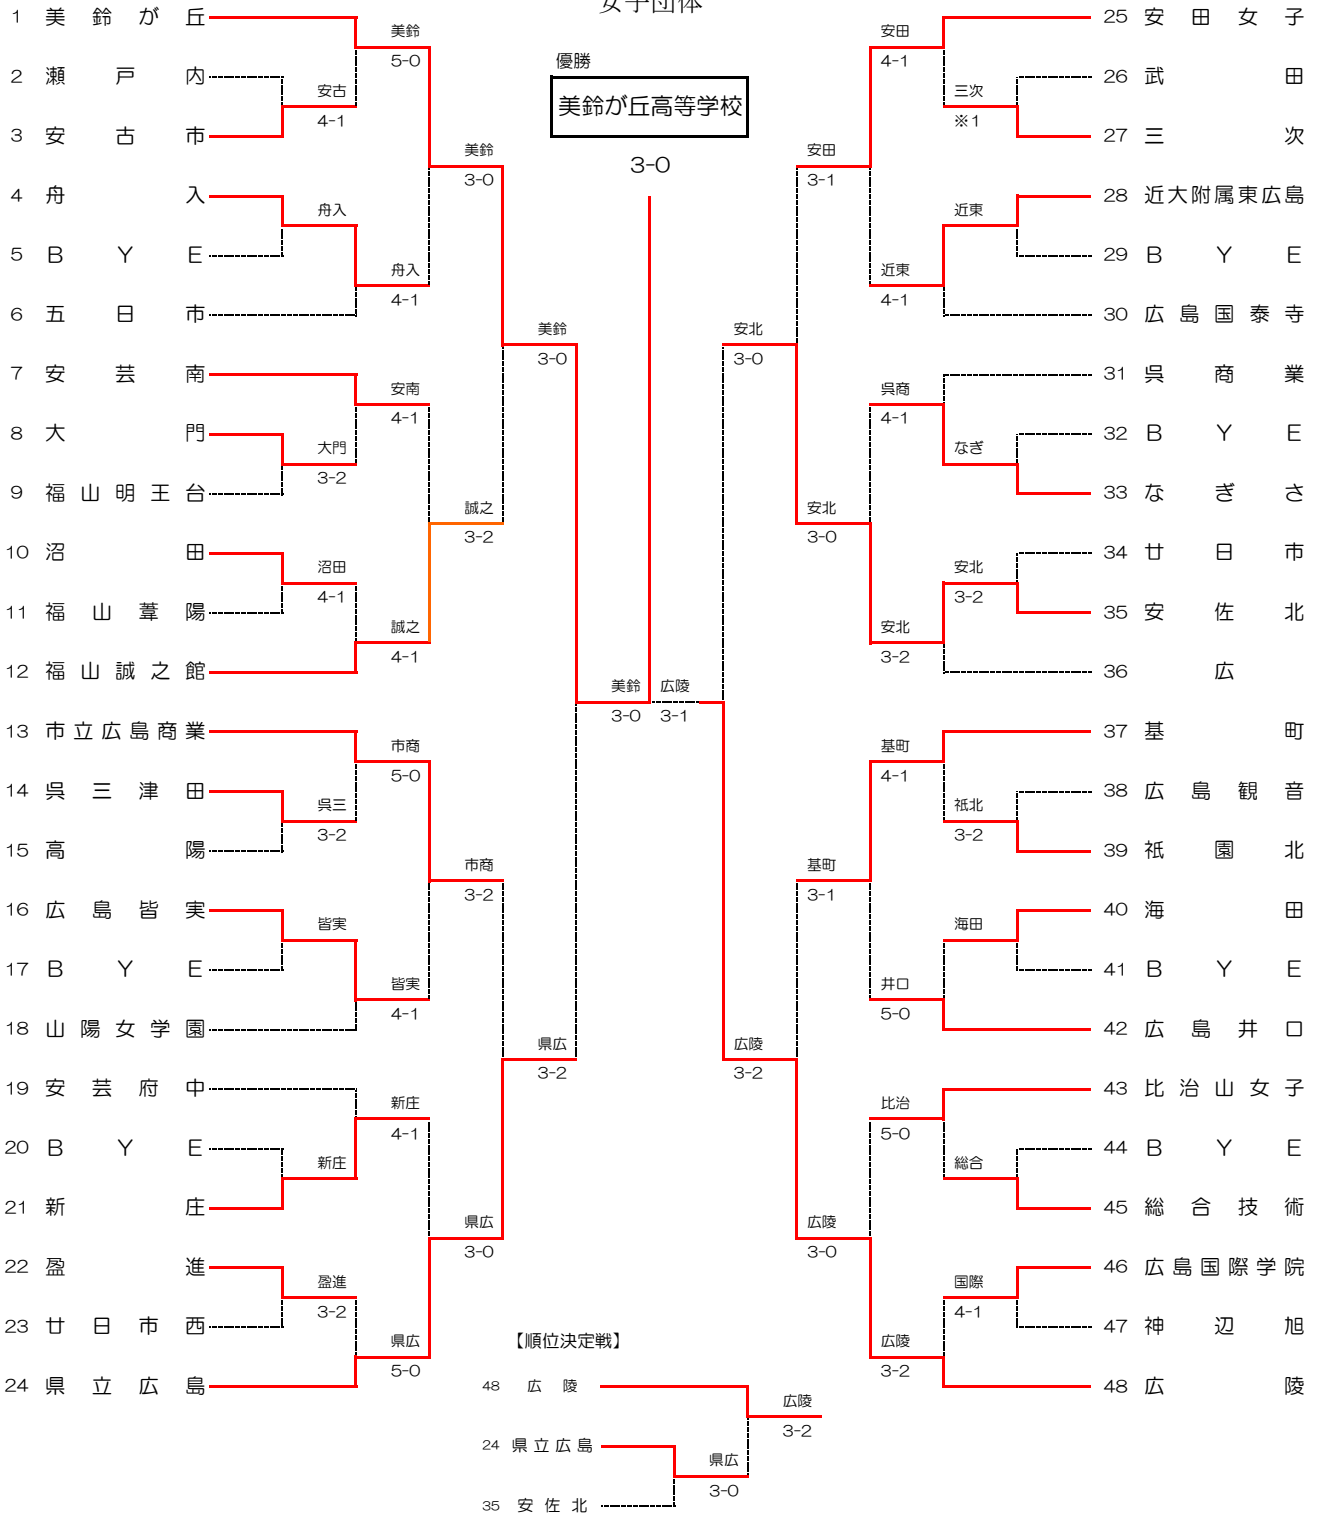 女子団体
優勝
美鈴が丘高等学校
3-0
1 美鈴が丘
2 瀬戸内
3 安古市
4 舟入
5 BYE
6 五日市
7 安芸南
8 大門
9 福山明王台
10 沼田
11 福山葦陽
12 福山誠之館
13 市立広島商業
14 呉三津田
15 高陽
16 広島皆実
17 BYE
18 山陽女学園
19 安芸府中
20 BYE
21 新庄
22 盈進
23 廿日市西
24 県立広島
安古
4-1
舟入
大門
3-2
沼田
4-1
呉三
3-2
皆実
新庄
盈進
3-2
美鈴
5-0
舟入
4-1
安南
4-1
誠之
4-1
市商
5-0
皆実
4-1
新庄
4-1
県広
5-0
美鈴
3-0
誠之
3-2
市商
3-2
県広
3-0
美鈴
3-0
県広
3-2
美鈴
3-0
広陵
3-1
安北
3-0
広陵
3-2
安田
3-1
安北
3-0
基町
3-1
広陵
3-0
安田
4-1
近東
4-1
呉商
4-1
安北
3-2
基町
4-1
井口
5-0
比治
5-0
広陵
3-2
三次
※1
近東
なぎ
安北
3-2
祇北
3-2
海田
総合
国際
4-1
25 安田女子
26 武田
27 三次
28 近大附属東広島
29 BYE
30 広島国泰寺
31 呉商業
32 BYE
33 なぎさ
34 廿日市
35 安佐北
36 広
37 基町
38 広島観音
39 祇園北
40 海田
41 BYE
42 広島井口
43 比治山女子
44 BYE
45 総合技術
46 広島国際学院
47 神辺旭
48 広陵
【順位決定戦】
48 広陵
24 県立広島
35 安佐北
県広
3-0
広陵
3-2